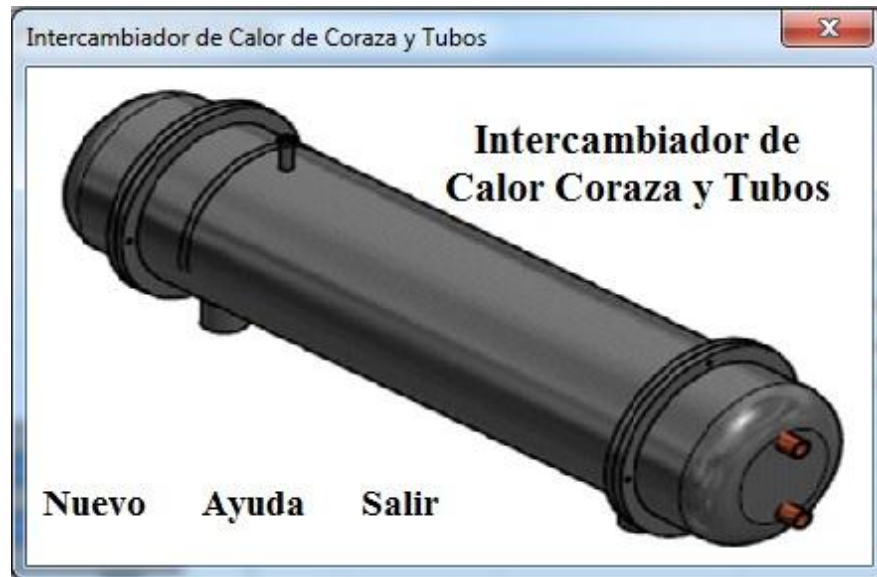 Intercambiador de Calor de Coraza y Tubos
Intercambiador de
Calor Coraza y Tubos
Nuevo Ayuda Salir